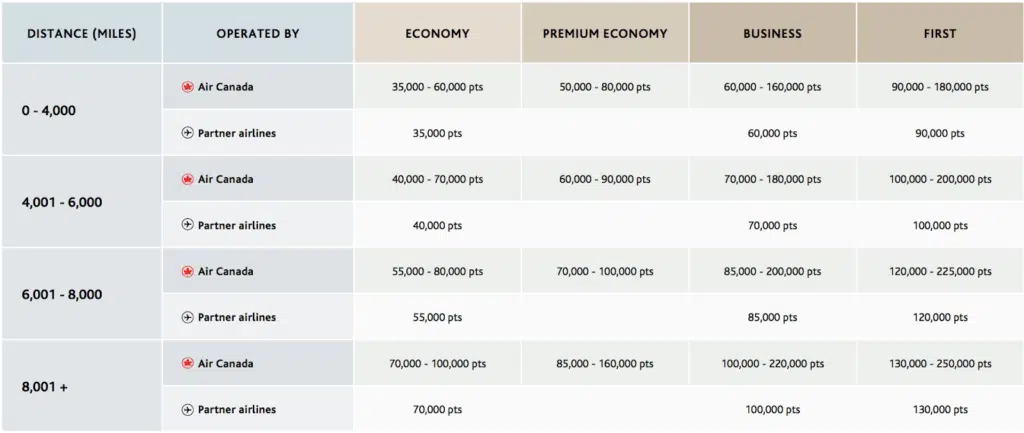 DISTANCE (MILES) OPERATED BY ECONOMY PREMIUM ECONOMY BUSINESS FIRST
0 - 4,000
Air Canada 35,000 - 60,000 pts 50,000 - 80,000 pts 60,000 - 160,000 pts 90,000 - 180,000 pts
Partner airlines 35,000 pts 60,000 pts 90,000 pts
4,001 - 6,000
Air Canada 40,000 - 70,000 pts 60,000 - 90,000 pts 70,000 - 180,000 pts 100,000 - 200,000 pts
Partner airlines 40,000 pts 70,000 pts 100,000 pts
6,001 - 8,000
Air Canada 55,000 - 80,000 pts 70,000 - 100,000 pts 85,000 - 200,000 pts 120,000 - 225,000 pts
Partner airlines 55,000 pts 85,000 pts 120,000 pts
8,001 +
Air Canada 70,000 - 100,000 pts 85,000 - 160,000 pts 100,000 - 220,000 pts 130,000 - 250,000 pts
Partner airlines 70,000 pts 100,000 pts 130,000 pts